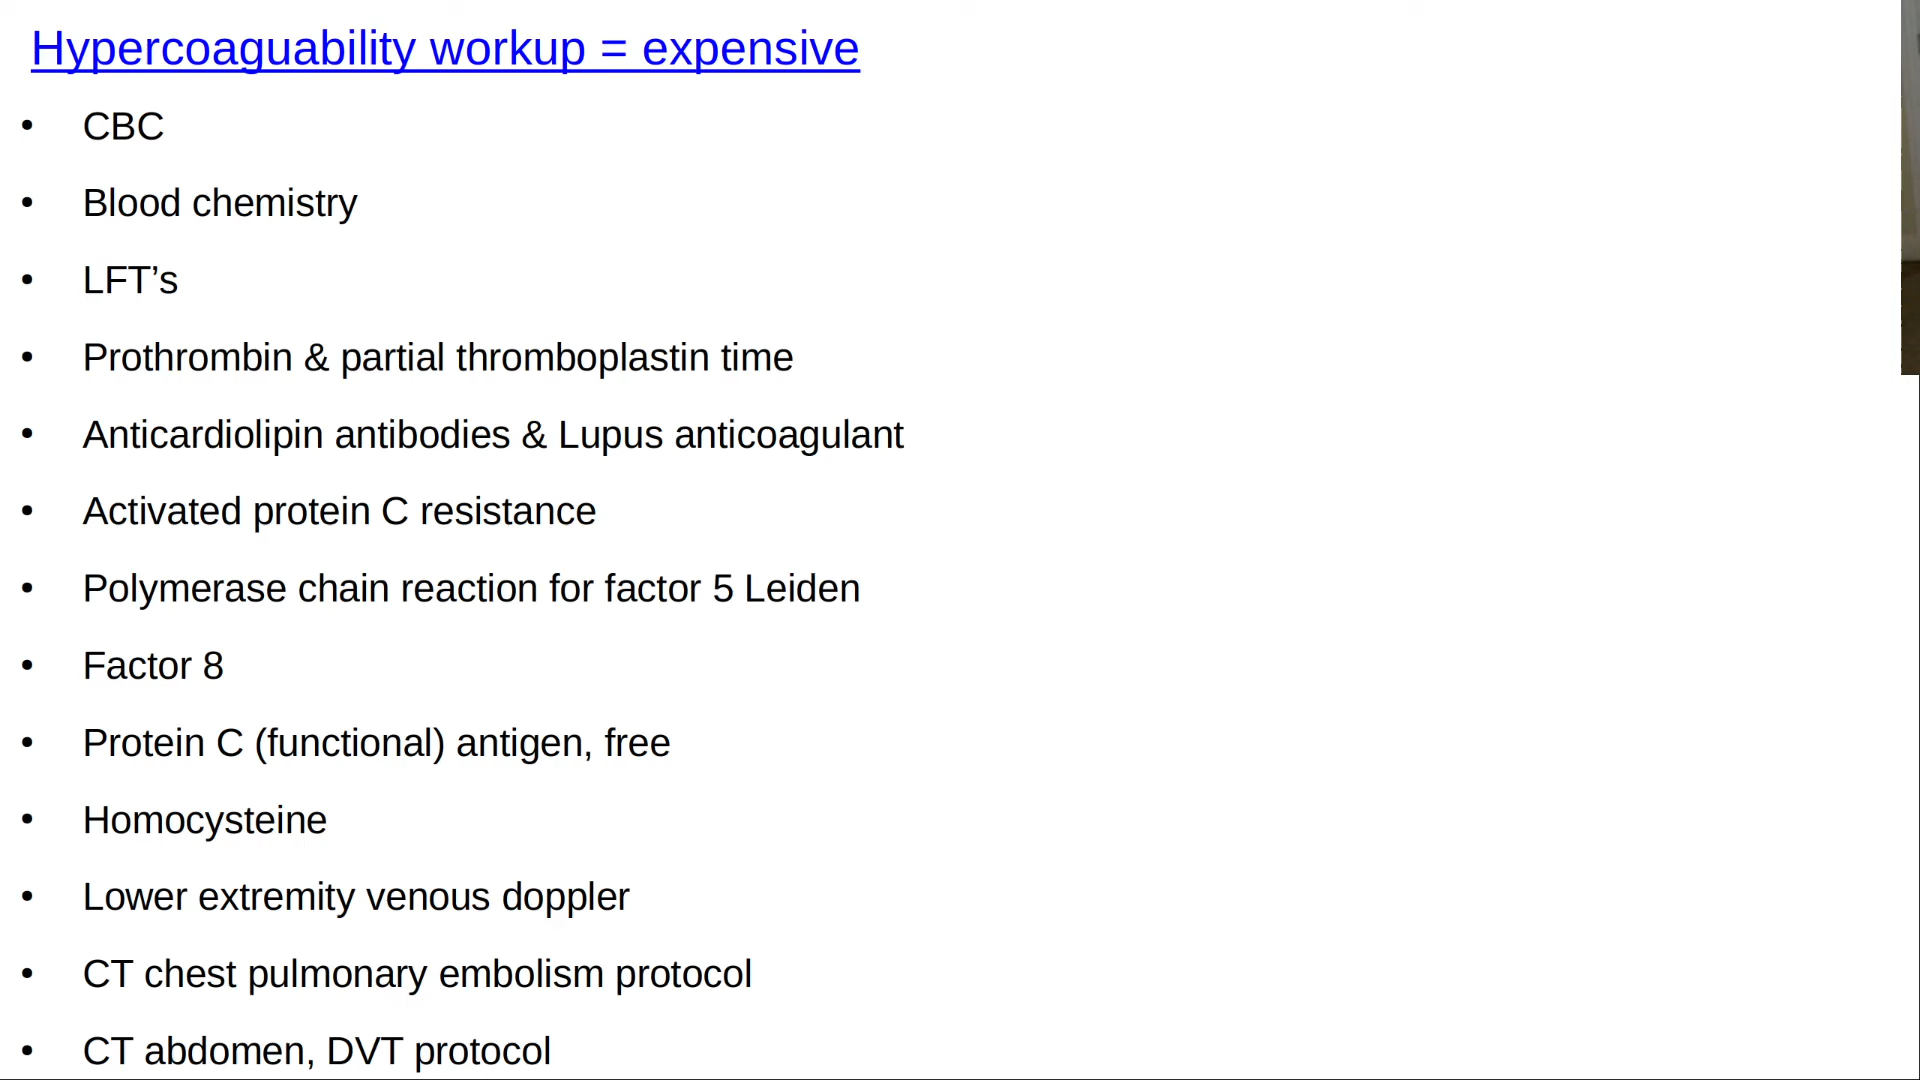 Hypercoaguability workup = expensive
• CBC
• Blood chemistry
• LFT’s
• Prothrombin & partial thromboplastin time
• Anticardiolipin antibodies & Lupus anticoagulant
• Activated protein C resistance
• Polymerase chain reaction for factor 5 Leiden
• Factor 8
• Protein C (functional) antigen, free
• Homocysteine
• Lower extremity venous doppler
• CT chest pulmonary embolism protocol
• CT abdomen, DVT protocol